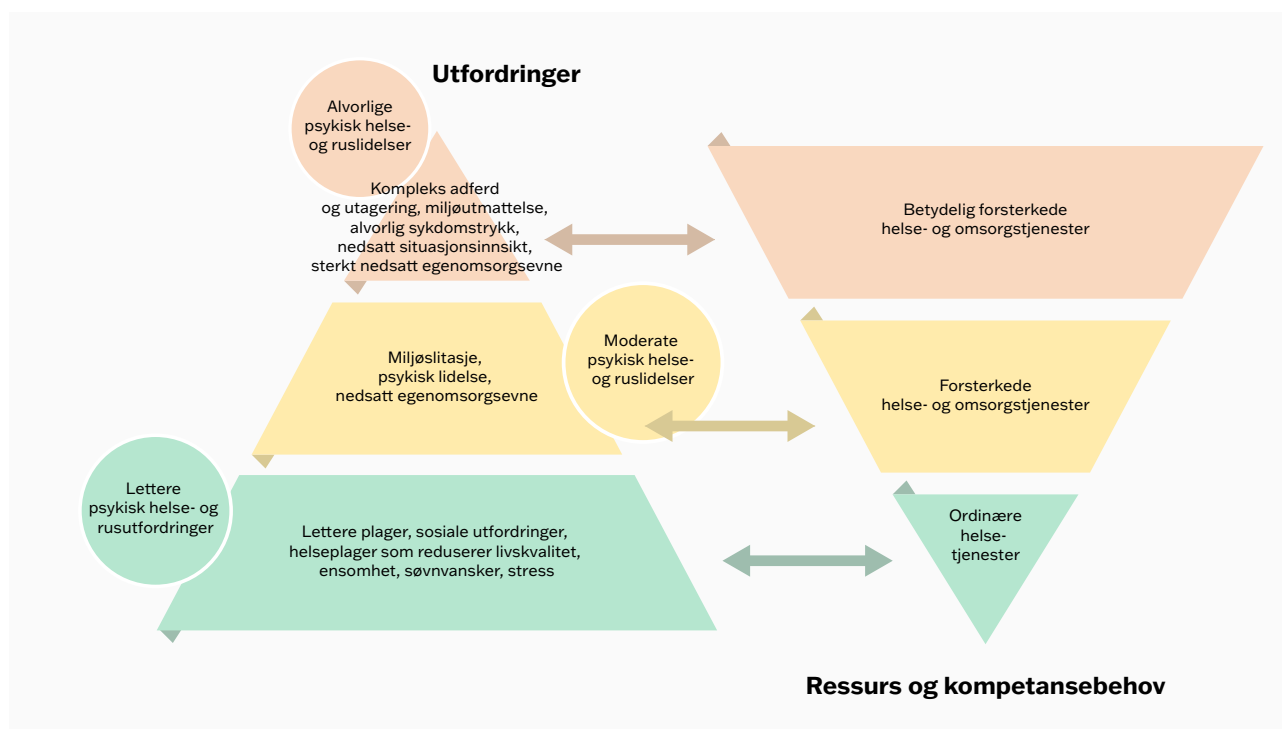 Utfordringer
Alvorlige
psykisk helse-
og ruslidelser
Kompleks adferd
og utagering, miljøutmattelse,
alvorlig sykdomstrykk,
nedsatt situasjonsinnsikt,
sterkt nedsatt egenomsorgsevne
Betydelig forsterkede
helse- og omsorgstjenester
Miljøslitasje,
psykisk lidelse,
nedsatt egenomsorgsevne
Moderate
psykisk helse-
og ruslidelser
Forsterkede
helse- og omsorgstjenester
Lettere
psykisk helse- og
rusutfordringer
Lettere plager, sosiale utfordringer,
helseplager som reduserer livskvalitet,
ensomhet, søvnvansker, stress
Ordinære
helse-
tjenester
Ressurs og kompetansebehov